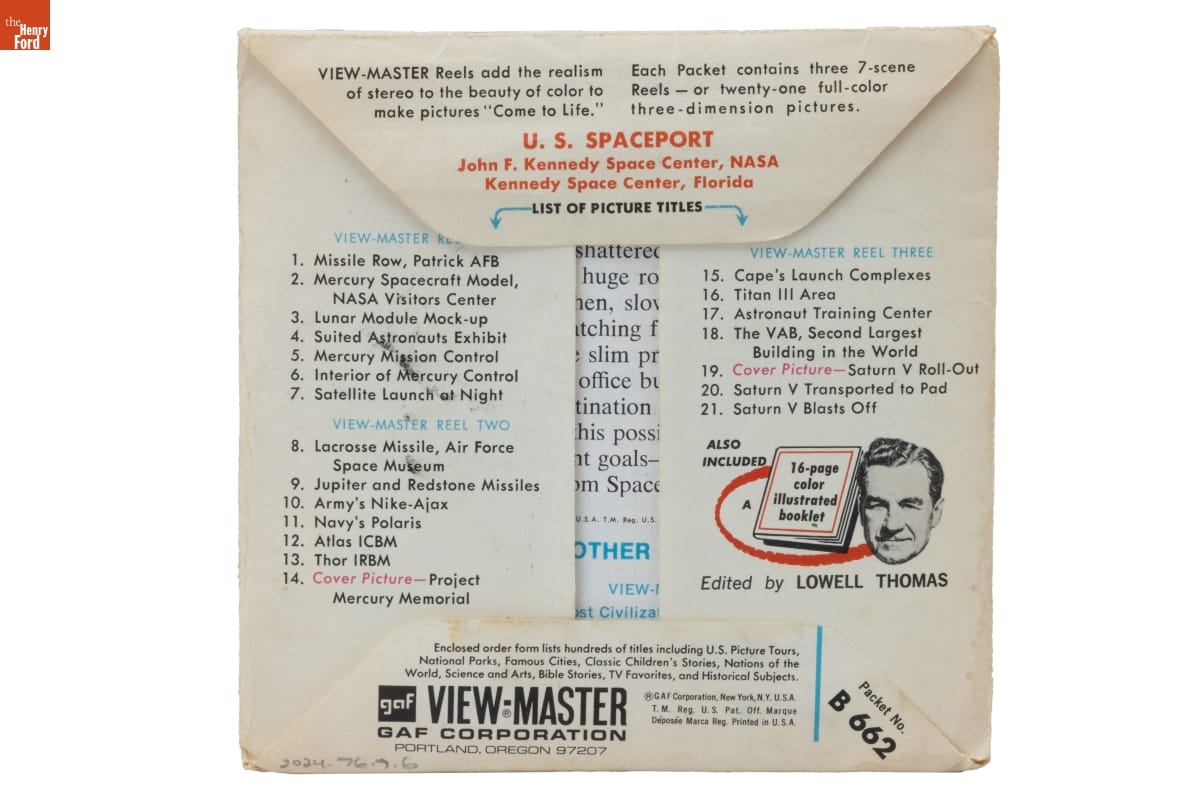 the
Henry
Ford
VIEW-MASTER Reels add the realism
of stereo to the beauty of color to
make pictures "Come to Life."
Each Packet contains three 7-scene
Reels — or twenty-one full-color
three-dimension pictures.
U. S. SPACEPORT
John F. Kennedy Space Center, NASA
Kennedy Space Center, Florida
LIST OF PICTURE TITLES
VIEW-MASTER
1. Missile Row, Patrick AFB
2. Mercury Spacecraft Model,
NASA Visitors Center
3. Lunar Module Mock-up
4. Suited Astronauts Exhibit
5. Mercury Mission Control
6. Interior of Mercury Control
7. Satellite Launch at Night
VIEW-MASTER REEL TWO
8. Lacrosse Missile, Air Force
Space Museum
9. Jupiter and Redstone Missiles
10. Army's Nike-Ajax
11. Navy's Polaris
12. Atlas ICBM
13. Thor IRBM
14. Cover Picture—Project
Mercury Memorial
shattered
huge ro
hen, slov
atching f
e slim pr
office bu
tination
this possi
nt goals—
om Space
U.S.A. T.M. Reg. U.S.
OTHER
VIEW-M
ost Civiliza
VIEW-MASTER REEL THREE
15. Cape's Launch Complexes
16. Titan III Area
17. Astronaut Training Center
18. The VAB, Second Largest
Building in the World
19. Cover Picture—Saturn V Roll-Out
20. Saturn V Transported to Pad
21. Saturn V Blasts Off
ALSO
INCLUDED
A
16-page
color
illustrated
booklet
Edited by LOWELL THOMAS
Enclosed order form lists hundreds of titles including U.S. Picture Tours,
National Parks, Famous Cities, Classic Children's Stories, Nations of the
World, Science and Arts, Bible Stories, TV Favorites, and Historical Subjects.
gaf VIEW-MASTER®
GAF CORPORATION
PORTLAND, OREGON 97207
®GAF Corporation, New York, N.Y. U.S.A.
T. M. Reg. U. S. Pat. Off. Marque
Déposée Marca Reg. Printed in U.S.A.
Packet No.
B 662
2024.76.9.6